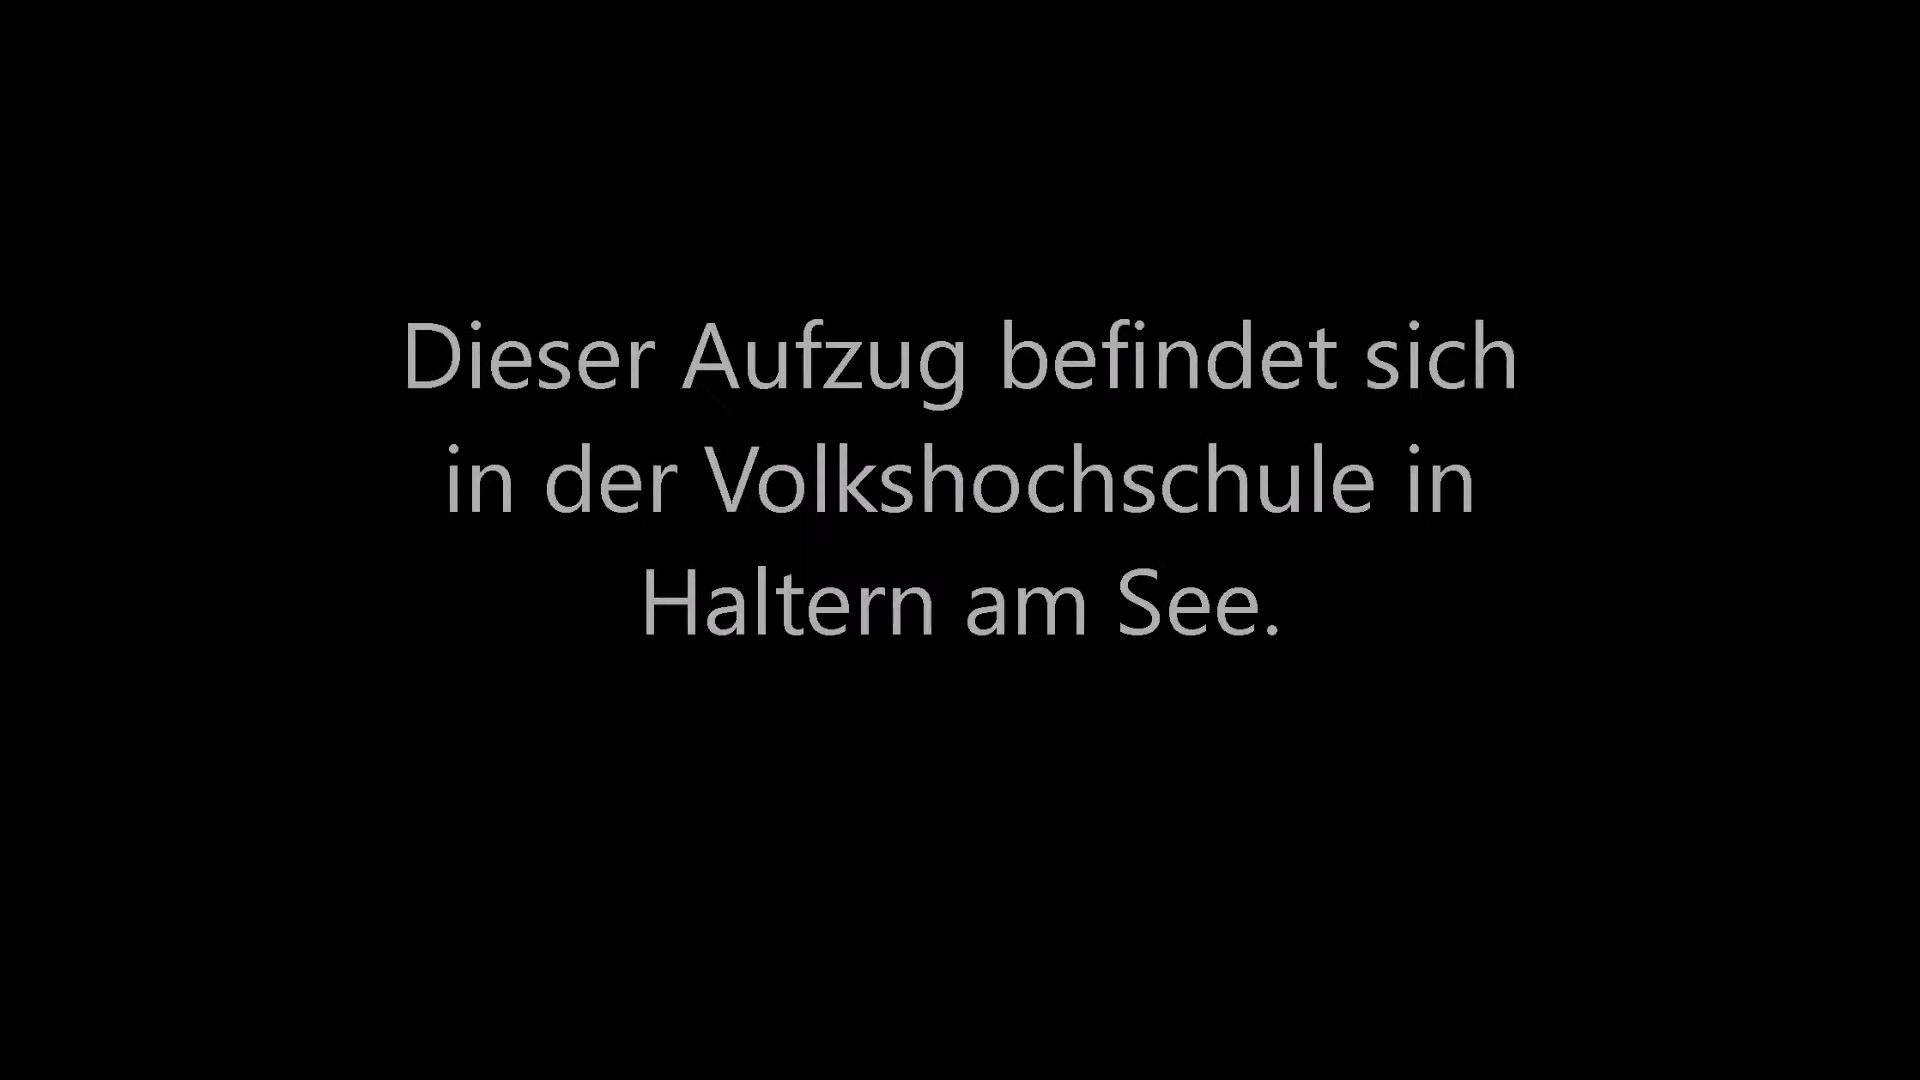 Dieser Aufzug befindet sich
in der Volkshochschule in
Haltern am See.